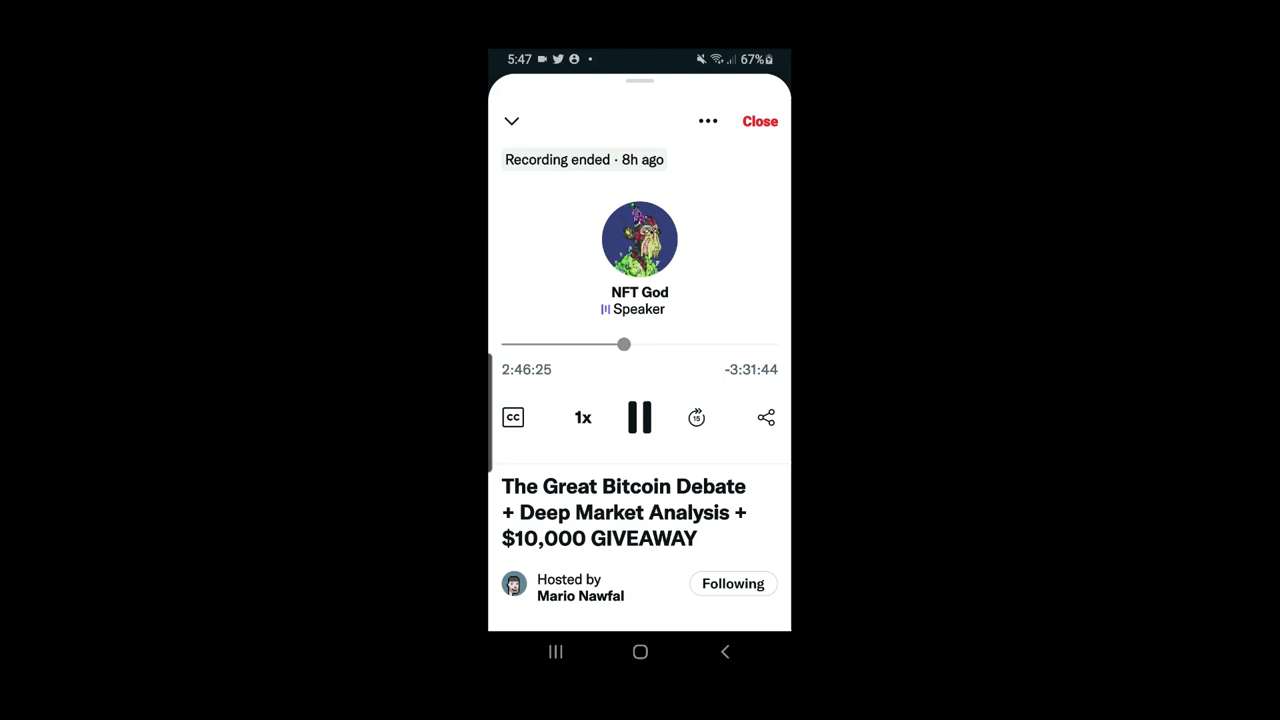 5:47 67%
Close
Recording ended · 8h ago
NFT God
Speaker
2:46:25 -3:31:44
CC 1x 15
The Great Bitcoin Debate
+ Deep Market Analysis +
$10,000 GIVEAWAY
Hosted by
Mario Nawfal
Following